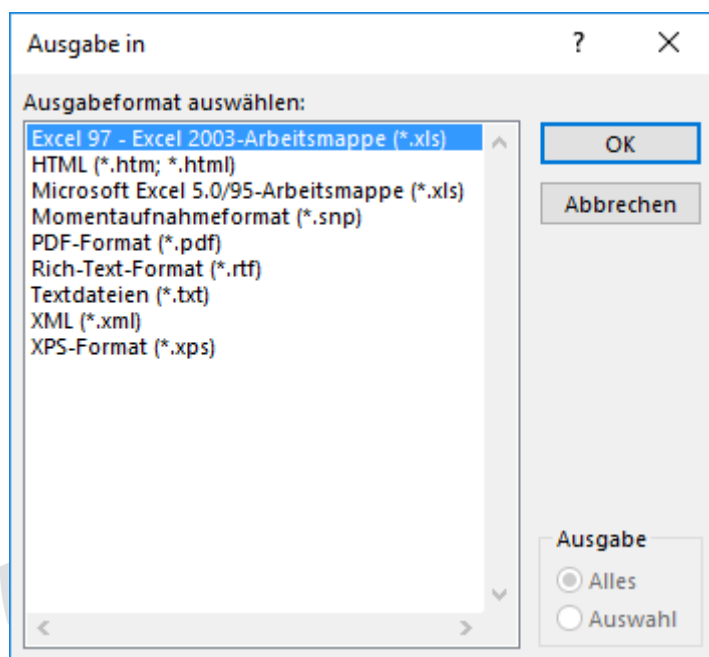 Ausgabe in
Ausgabeformat auswählen:
Excel 97 - Excel 2003-Arbeitsmappe (*.xls)
HTML (*.htm; *.html)
Microsoft Excel 5.0/95-Arbeitsmappe (*.xls)
Momentaufnahmeformat (*.snp)
PDF-Format (*.pdf)
Rich-Text-Format (*.rtf)
Textdateien (*.txt)
XML (*.xml)
XPS-Format (*.xps)
OK
Abbrechen
Ausgabe
Alles
Auswahl